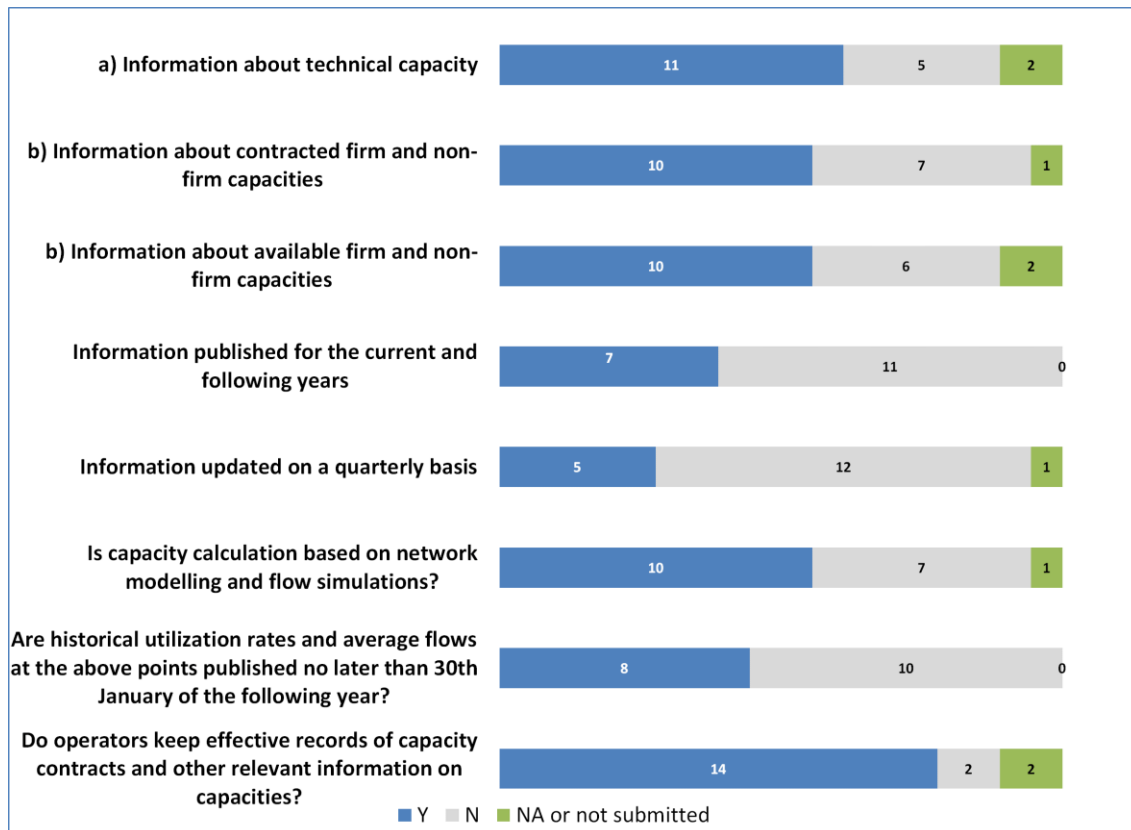 a) Information about technical capacity
11
5
2
b) Information about contracted firm and non-
firm capacities
10
7
1
b) Information about available firm and non-
firm capacities
10
6
2
Information published for the current and
following years
7
11
0
Information updated on a quarterly basis
5
12
1
Is capacity calculation based on network
modelling and flow simulations?
10
7
1
Are historical utilization rates and average flows
at the above points published no later than 30th
January of the following year?
8
10
0
Do operators keep effective records of capacity
contracts and other relevant information on
capacities?
14
2
2
Y N NA or not submitted